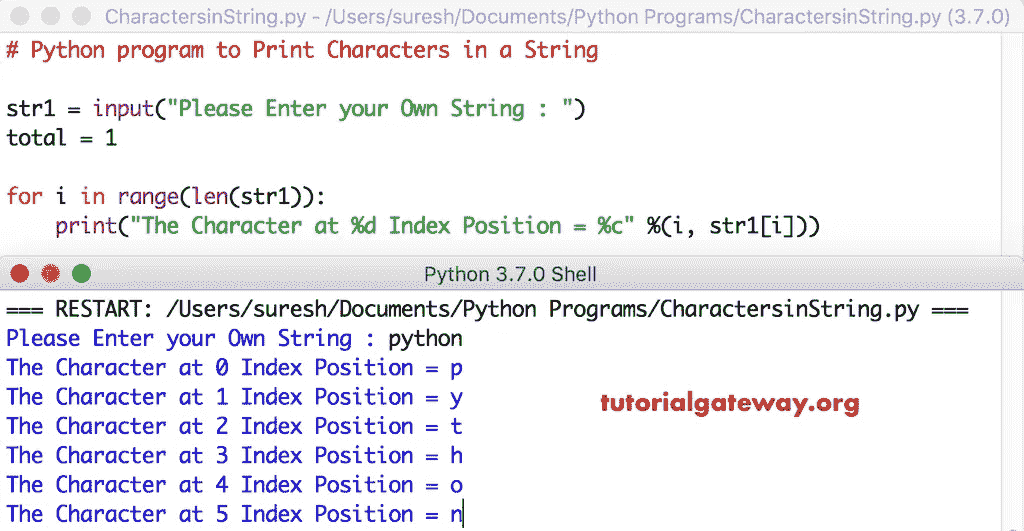 CharactersinString.py - /Users/suresh/Documents/Python Programs/CharactersinString.py (3.7.0)
# Python program to Print Characters in a String
str1 = input("Please Enter your Own String : ")
total = 1
for i in range(len(str1)):
    print("The Character at %d Index Position = %c" %(i, str1[i]))
Python 3.7.0 Shell
=== RESTART: /Users/suresh/Documents/Python Programs/CharactersinString.py ===
Please Enter your Own String : python
The Character at 0 Index Position = p
The Character at 1 Index Position = y
The Character at 2 Index Position = t
The Character at 3 Index Position = h
The Character at 4 Index Position = o
The Character at 5 Index Position = n
tutorialgateway.org